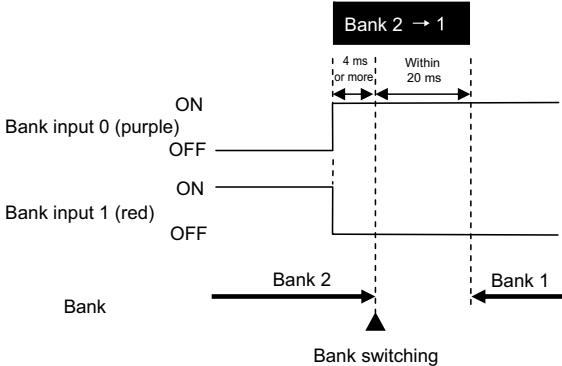 Bank 2 → 1
4 ms
or more
Within
20 ms
ON
Bank input 0 (purple)
OFF
ON
Bank input 1 (red)
OFF
Bank 2
Bank 1
Bank
Bank switching